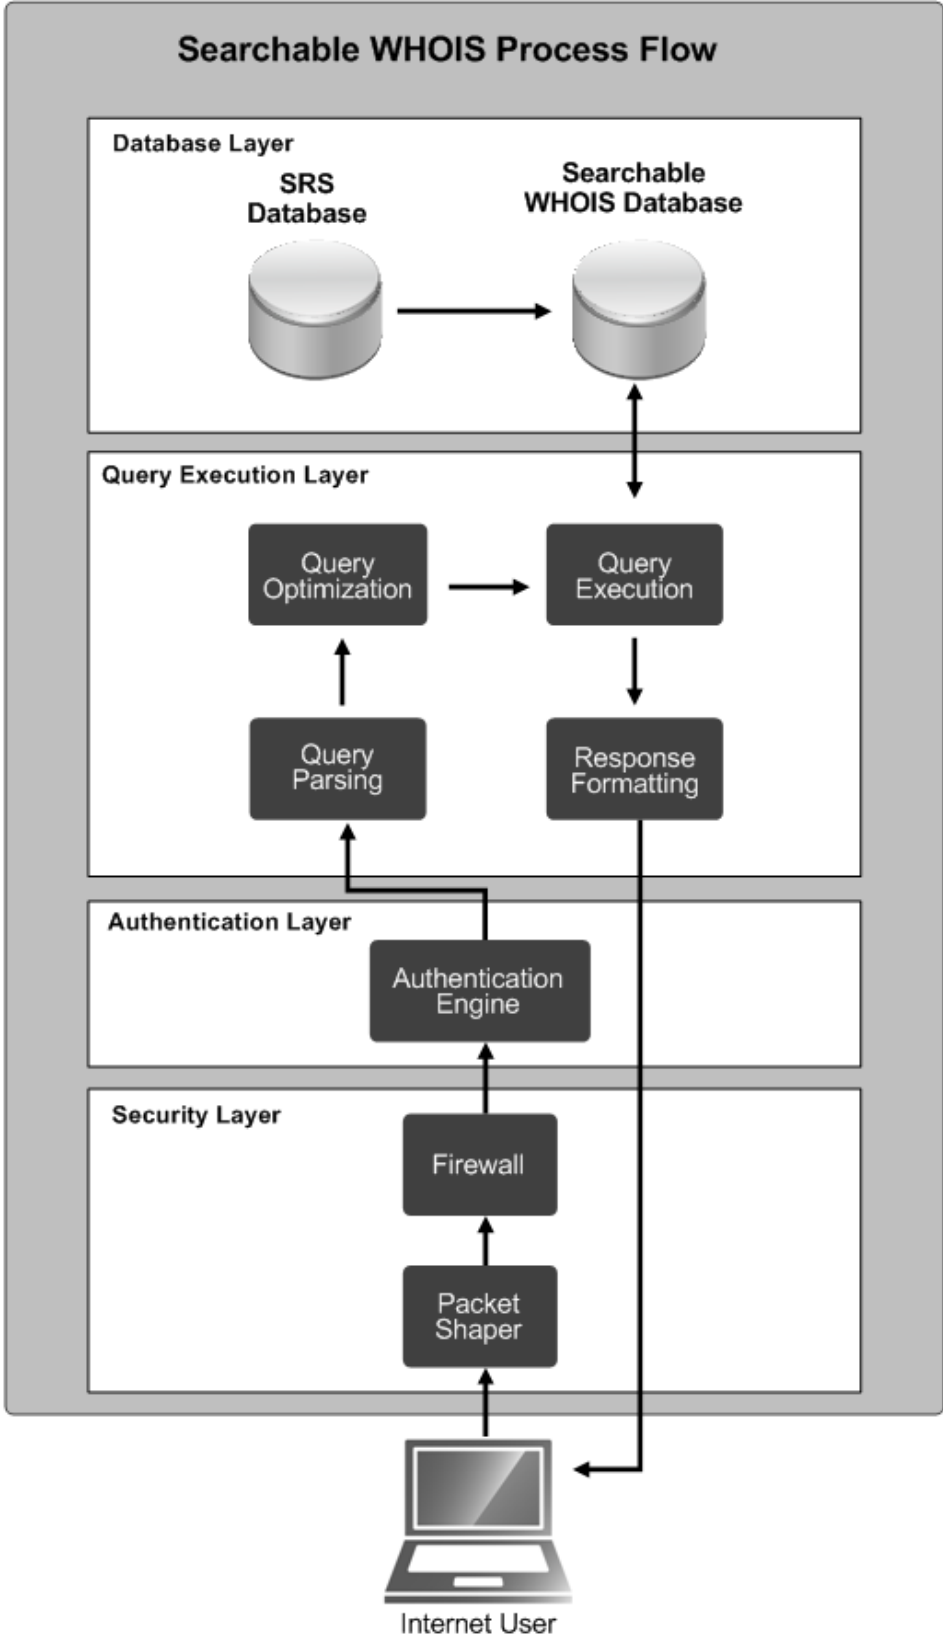 Searchable WHOIS Process Flow
Database Layer
SRS
Database
Searchable
WHOIS Database
Query Execution Layer
Query
Optimization
Query
Execution
Query
Parsing
Response
Formatting
Authentication Layer
Authentication
Engine
Security Layer
Firewall
Packet
Shaper
Internet User